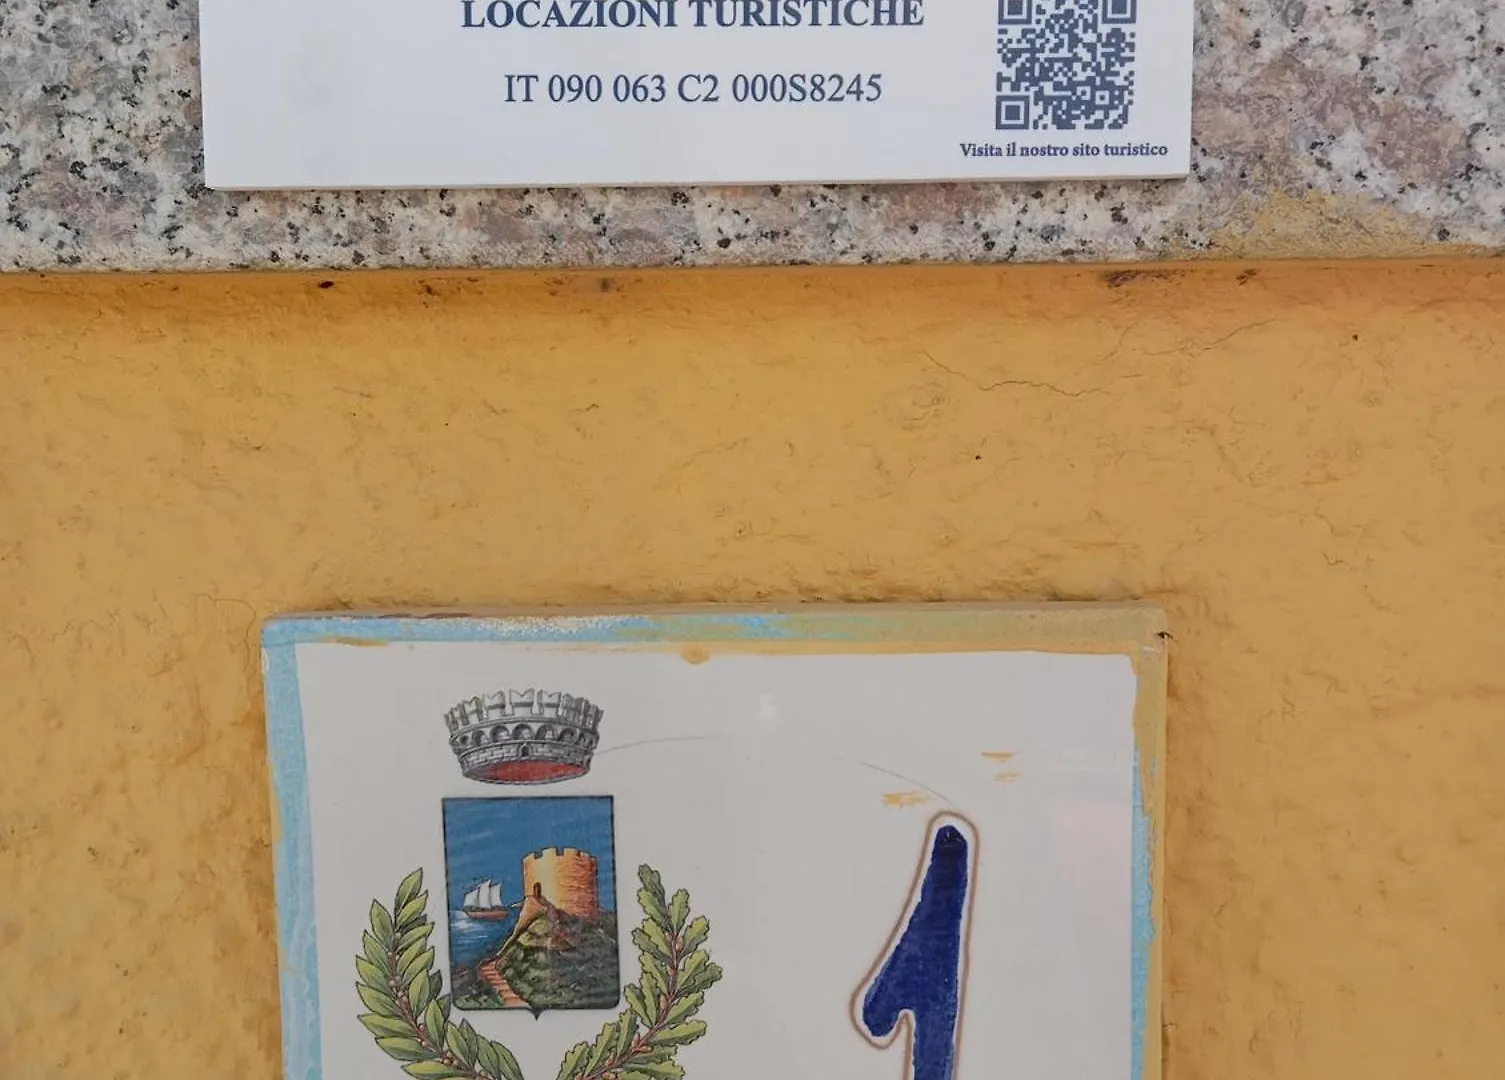 LOCAZIONI TURISTICHE
IT 090 063 C2 000S8245
Visita il nostro sito turistico
1